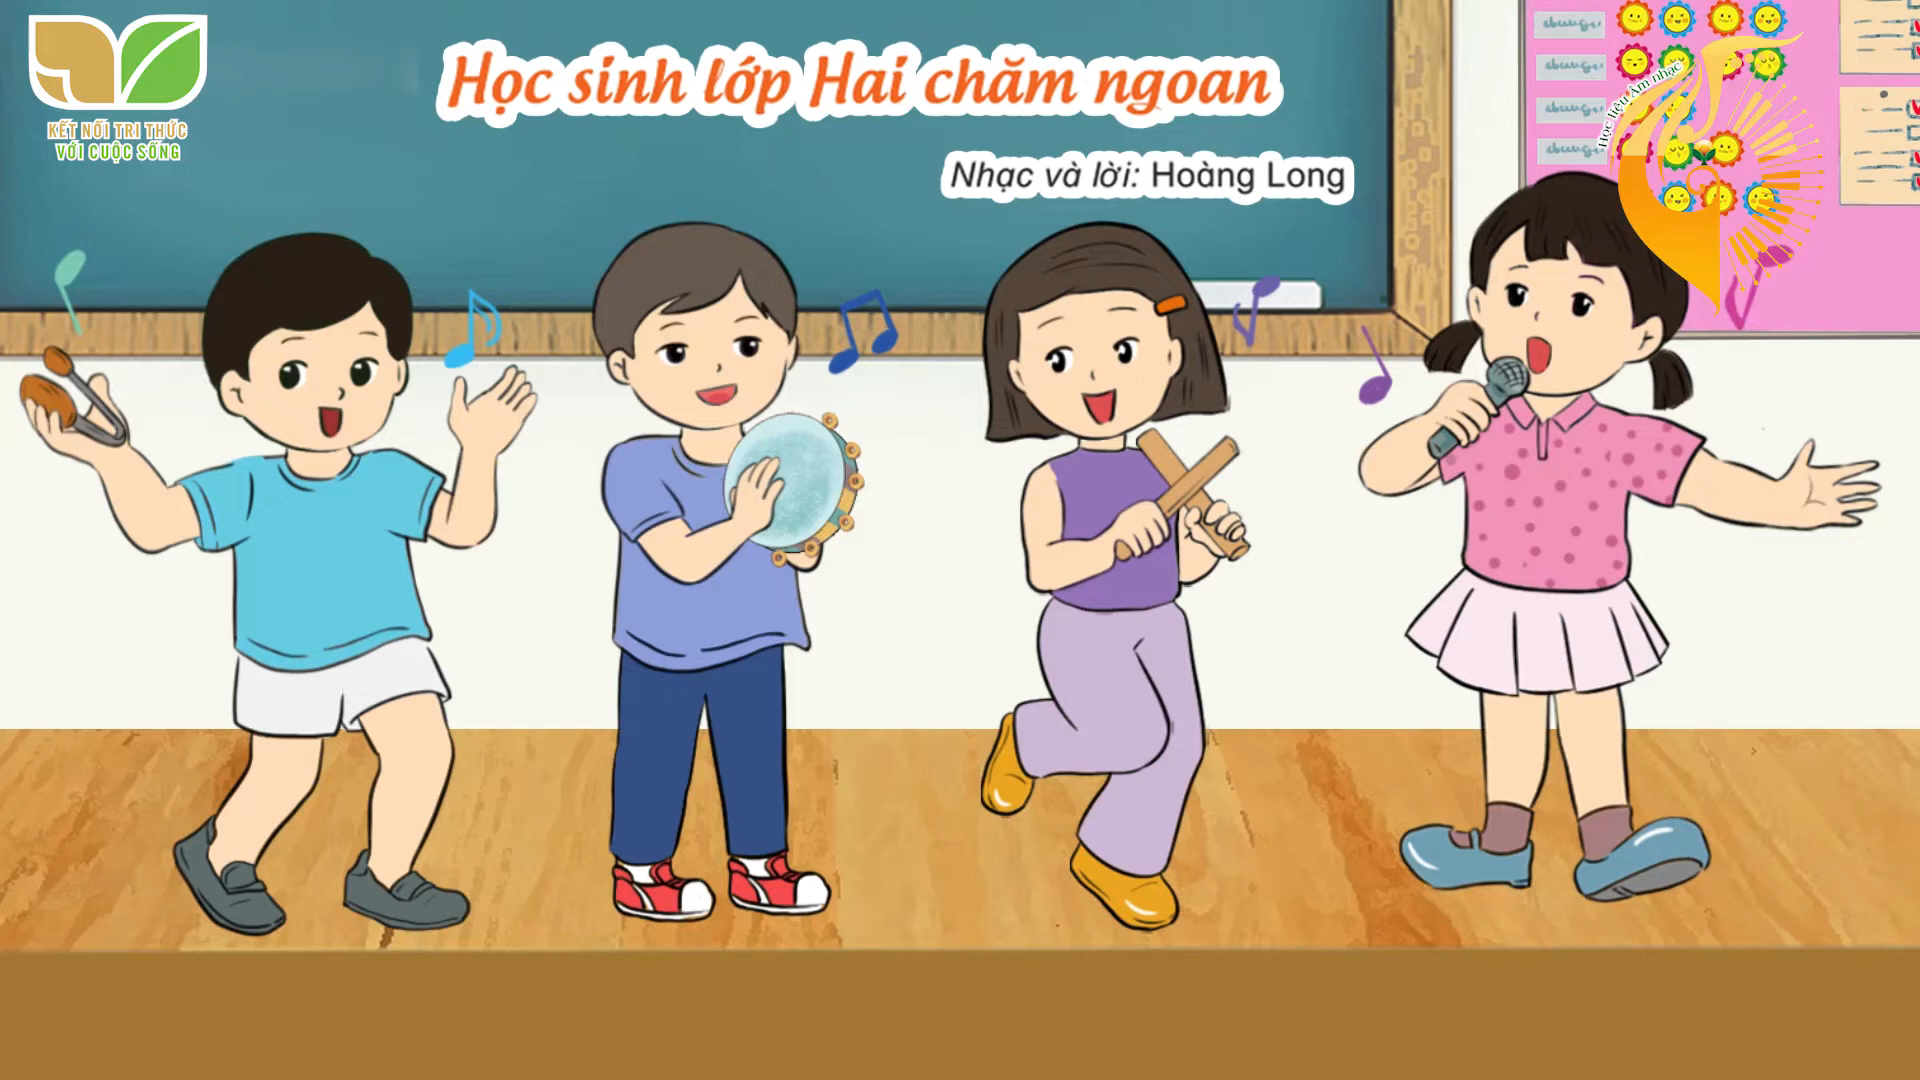 KẾT NỐI TRI THỨC
VỚI CUỘC SỐNG
Học sinh lớp Hai chăm ngoan
Nhạc và lời: Hoàng Long
Học liệu Âm nhạc